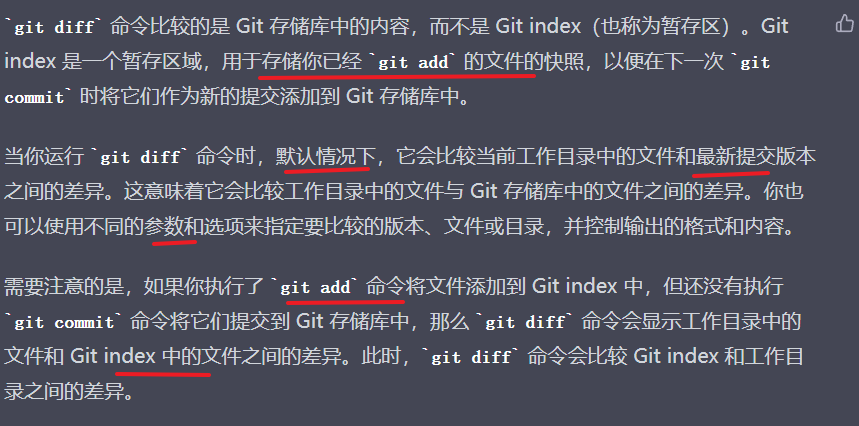 `git diff` 命令比较的是 Git 存储库中的内容，而不是 Git index（也称为暂存区）。Git
index 是一个暂存区域，用于存储你已经 `git add` 的文件的快照，以便在下一次 `git
commit` 时将它们作为新的提交添加到 Git 存储库中。
当你运行 `git diff` 命令时，默认情况下，它会比较当前工作目录中的文件和最新提交版本
之间的差异。这意味着它会比较工作目录中的文件与 Git 存储库中的文件之间的差异。你也
可以使用不同的参数和选项来指定要比较的版本、文件或目录，并控制输出的格式和内容。
需要注意的是，如果你执行了 `git add` 命令将文件添加到 Git index 中，但还没有执行
`git commit` 命令将它们提交到 Git 存储库中，那么 `git diff` 命令会显示工作目录中的
文件和 Git index 中的文件之间的差异。此时，`git diff` 命令会比较 Git index 和工作目
录之间的差异。